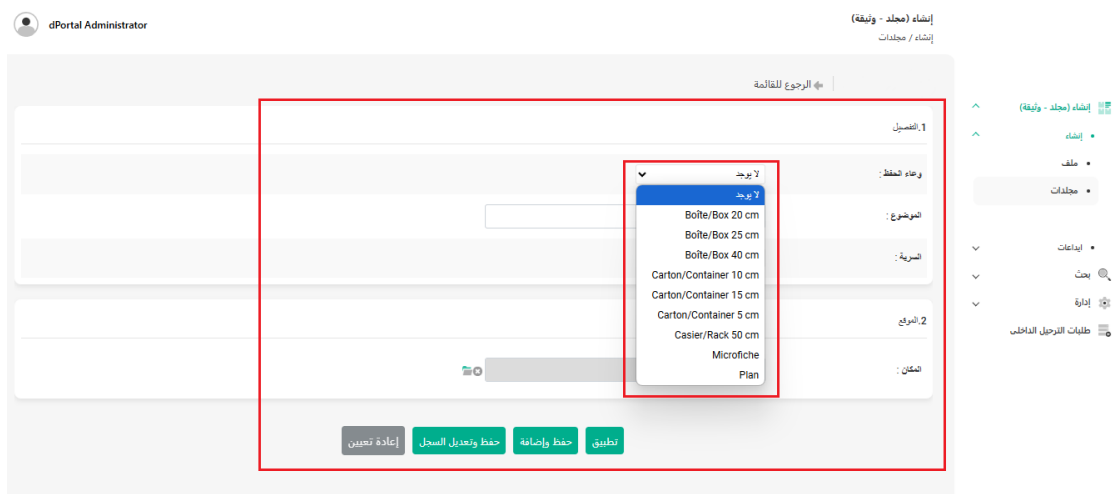 إنشاء (مجلد - وثيقة)
إنشاء / مجلدات
dPortal Administrator
إنشاء (مجلد - وثيقة)
إنشاء
ملف
مجلدات
ايداعات
بحث
إدارة
طلبات الترحيل الداخلى
الرجوع للقائمة
1.التفصيل
وعاء الحفظ :
لا يوجد
لا يوجد
Boîte/Box 20 cm
Boîte/Box 25 cm
Boîte/Box 40 cm
Carton/Container 10 cm
Carton/Container 15 cm
Carton/Container 5 cm
Casier/Rack 50 cm
Microfiche
Plan
الموضوع :
السرية :
2.الموقع
المكان :
تطبيق
حفظ وإضافة
حفظ وتعديل السجل
إعادة تعيين